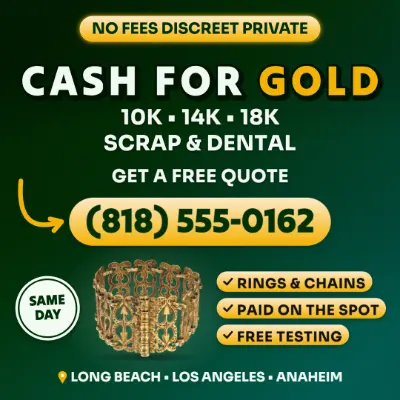 NO FEES DISCREET PRIVATE
CASH FOR GOLD
10K ▪ 14K ▪ 18K
SCRAP & DENTAL
GET A FREE QUOTE
(818) 555-0162
SAME
DAY
✓ RINGS & CHAINS
✓ PAID ON THE SPOT
✓ FREE TESTING
LONG BEACH ▪ LOS ANGELES ▪ ANAHEIM